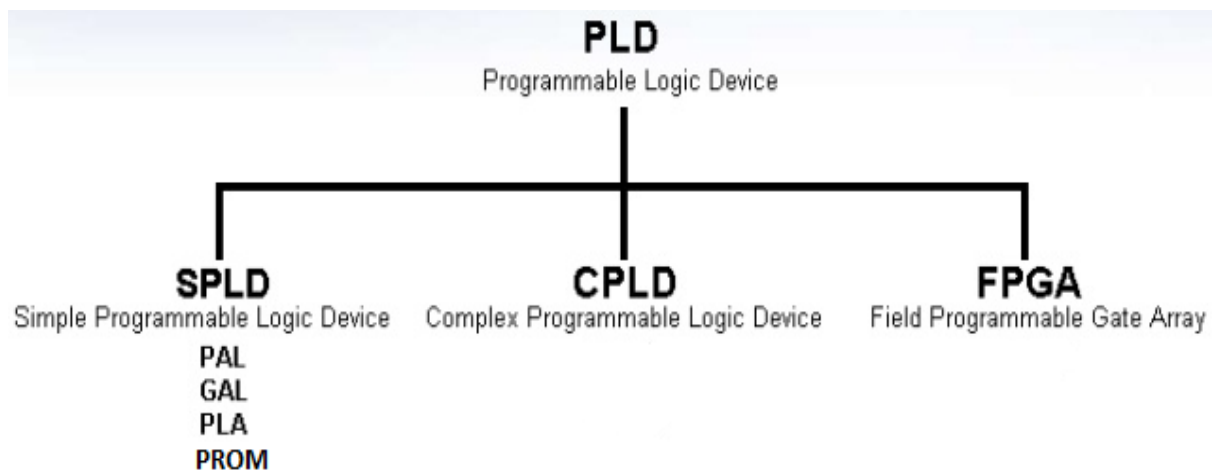 PLD
Programmable Logic Device
SPLD
Simple Programmable Logic Device
PAL
GAL
PLA
PROM
CPLD
Complex Programmable Logic Device
FPGA
Field Programmable Gate Array